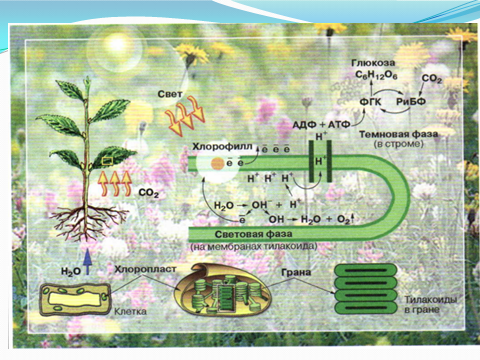 Глюкоза
C₆H₁₂O₆
CO₂
ФГК
РиБФ
Свет
АДФ + АТФ
Темновая фаза
(в строме)
Хлорофилл
ē ē ē
H⁺
e e
H⁺
H⁺ H⁺ H⁺
CO₂
H₂O → OH⁻ + H⁺
ē
OH → H₂O + O₂
Световая фаза
(на мембранах тилакоида)
H₂O
Хлоропласт
Грана
Клетка
Тилакоиды
в гране